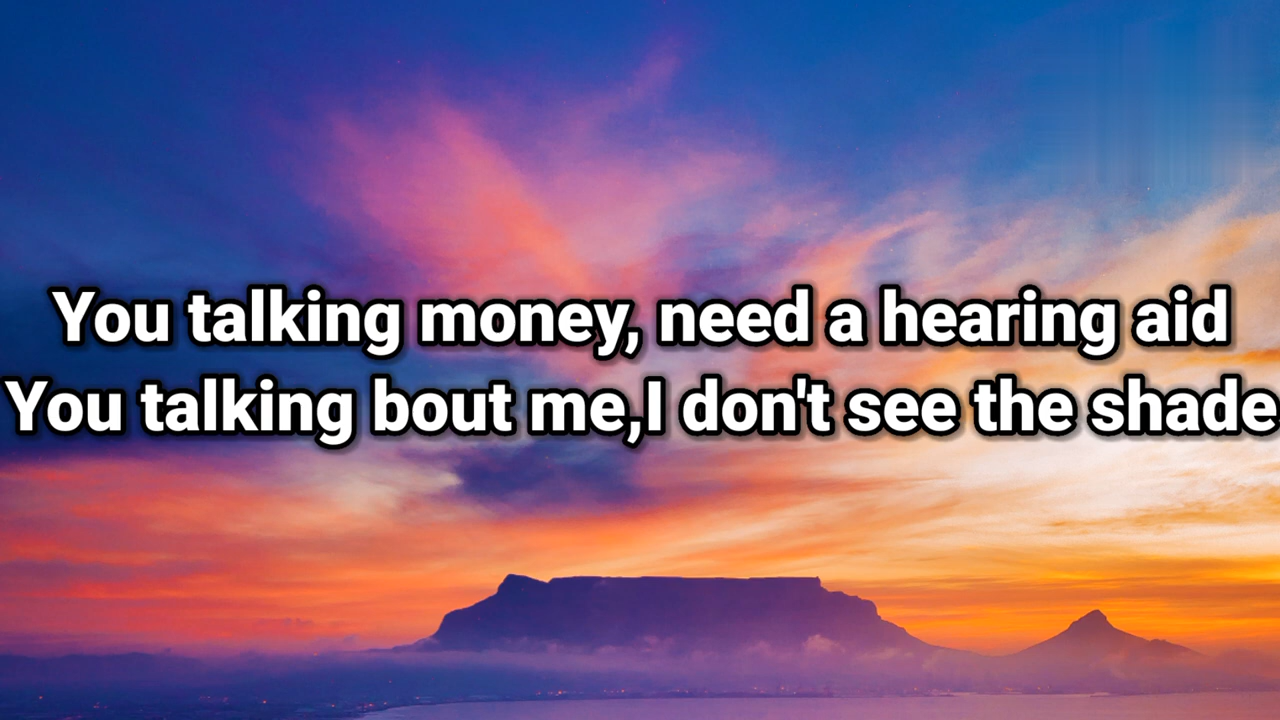 You talking money, need a hearing aid
You talking bout me,I don't see the shade